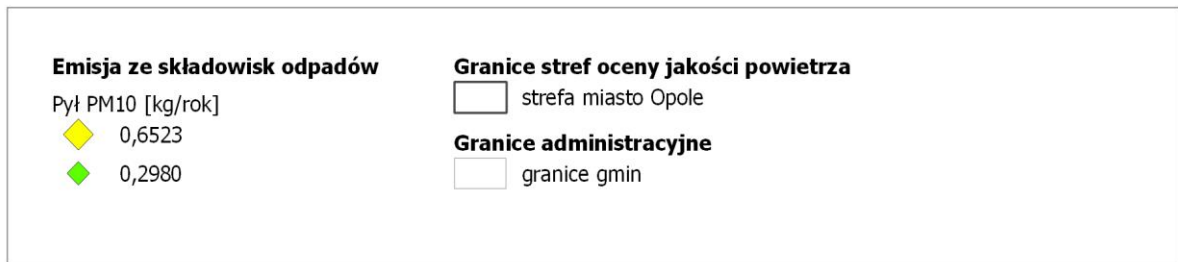 Emisja ze składowisk odpadów
Pył PM10 [kg/rok]
0,6523
0,2980
Granice stref oceny jakości powietrza
strefa miasto Opole
Granice administracyjne
granice gmin